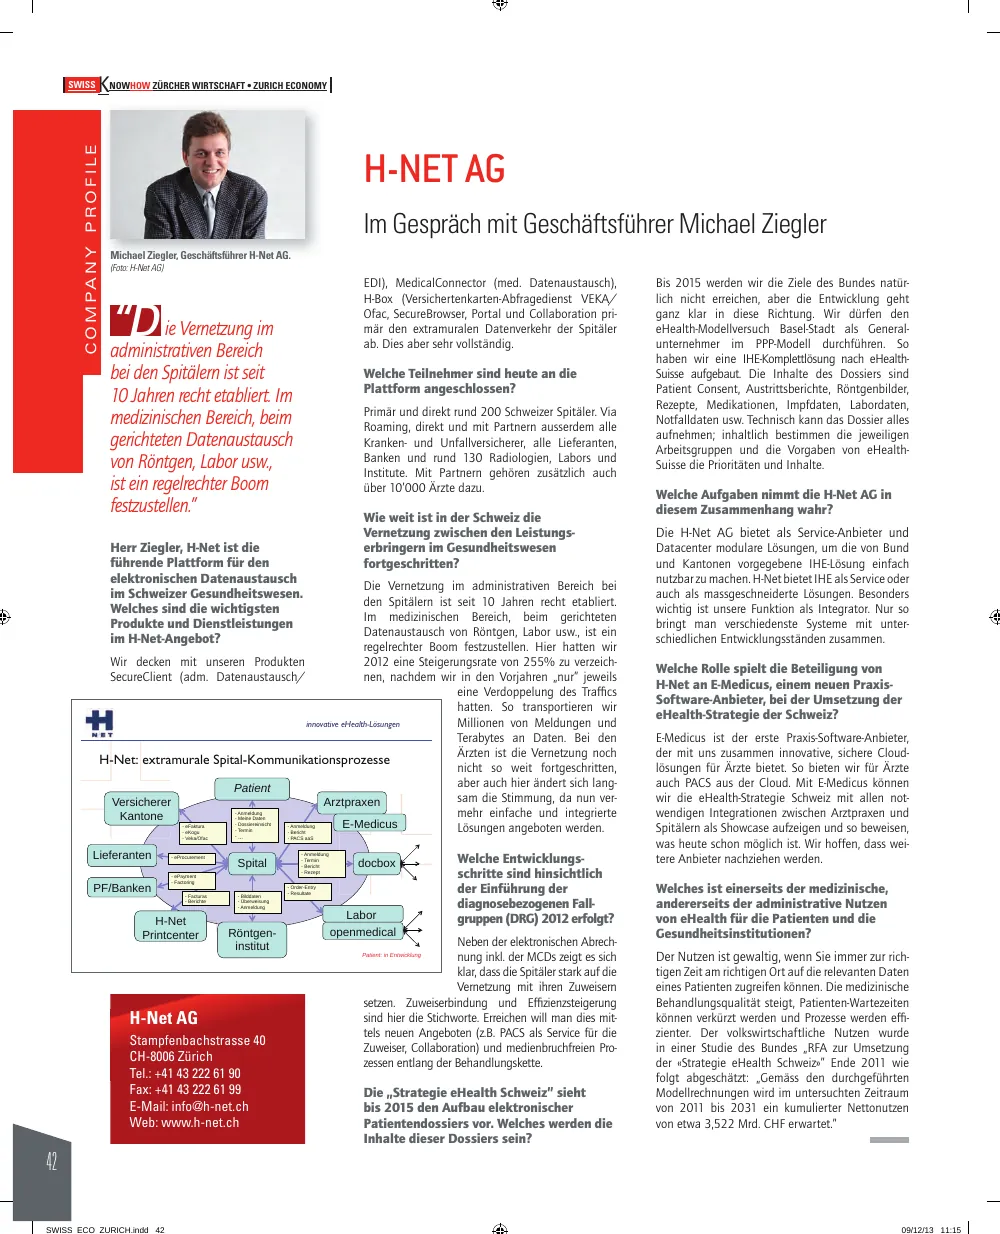 SWISS KNOWHOW ZÜRCHER WIRTSCHAFT • ZURICH ECONOMY
COMPANY PROFILE
Michael Ziegler, Geschäftsführer H-Net AG.
(Foto: H-Net AG)
H-NET AG
Im Gespräch mit Geschäftsführer Michael Ziegler
“Die Vernetzung im
administrativen Bereich
bei den Spitälern ist seit
10 Jahren recht etabliert. Im
medizinischen Bereich, beim
gerichteten Datenaustausch
von Röntgen, Labor usw.,
ist ein regelrechter Boom
festzustellen.”
Herr Ziegler, H-Net ist die
führende Plattform für den
elektronischen Datenaustausch
im Schweizer Gesundheitswesen.
Welches sind die wichtigsten
Produkte und Dienstleistungen
im H-Net-Angebot?
Wir decken mit unseren Produkten
SecureClient (adm. Datenaustausch/
EDI), MedicalConnector (med. Datenaustausch),
H-Box (Versichertenkarten-Abfragedienst VEKA/
Ofac, SecureBrowser, Portal und Collaboration pri-
mär den extramuralen Datenverkehr der Spitäler
ab. Dies aber sehr vollständig.
Welche Teilnehmer sind heute an die
Plattform angeschlossen?
Primär und direkt rund 200 Schweizer Spitäler. Via
Roaming, direkt und mit Partnern ausserdem alle
Kranken- und Unfallversicherer, alle Lieferanten,
Banken und rund 130 Radiologien, Labors und
Institute. Mit Partnern gehören zusätzlich auch
über 10’000 Ärzte dazu.
Wie weit ist in der Schweiz die
Vernetzung zwischen den Leistungs-
erbringern im Gesundheitswesen
fortgeschritten?
Die Vernetzung im administrativen Bereich bei
den Spitälern ist seit 10 Jahren recht etabliert.
Im medizinischen Bereich, beim gerichteten
Datenaustausch von Röntgen, Labor usw., ist ein
regelrechter Boom festzustellen. Hier hatten wir
2012 eine Steigerungsrate von 255% zu verzeich-
nen, nachdem wir in den Vorjahren „nur” jeweils
eine Verdoppelung des Traffics
hatten. So transportieren wir
Millionen von Meldungen und
Terabytes an Daten. Bei den
Ärzten ist die Vernetzung noch
nicht so weit fortgeschritten,
aber auch hier ändert sich lang-
sam die Stimmung, da nun ver-
mehr einfache und integrierte
Lösungen angeboten werden.
Welche Entwicklungs-
schritte sind hinsichtlich
der Einführung der
diagnosebezogenen Fall-
gruppen (DRG) 2012 erfolgt?
Neben der elektronischen Abrech-
nung inkl. der MCDs zeigt es sich
klar, dass die Spitäler stark auf die
Vernetzung mit ihren Zuweisern
setzen. Zuweiserbindung und Effizienzsteigerung
sind hier die Stichworte. Erreichen will man dies mit-
tels neuen Angeboten (z.B. PACS als Service für die
Zuweiser, Collaboration) und medienbruchfreien Pro-
zessen entlang der Behandlungskette.
Die „Strategie eHealth Schweiz” sieht
bis 2015 den Aufbau elektronischer
Patientendossiers vor. Welches werden die
Inhalte dieser Dossiers sein?
Bis 2015 werden wir die Ziele des Bundes natür-
lich nicht erreichen, aber die Entwicklung geht
ganz klar in diese Richtung. Wir dürfen den
eHealth-Modellversuch Basel-Stadt als General-
unternehmer im PPP-Modell durchführen. So
haben wir eine IHE-Komplettlösung nach eHealth-
Suisse aufgebaut. Die Inhalte des Dossiers sind
Patient Consent, Austrittsberichte, Röntgenbilder,
Rezepte, Medikationen, Impfdaten, Labordaten,
Notfalldaten usw. Technisch kann das Dossier alles
aufnehmen; inhaltlich bestimmen die jeweiligen
Arbeitsgruppen und die Vorgaben von eHealth-
Suisse die Prioritäten und Inhalte.
Welche Aufgaben nimmt die H-Net AG in
diesem Zusammenhang wahr?
Die H-Net AG bietet als Service-Anbieter und
Datacenter modulare Lösungen, um die von Bund
und Kantonen vorgegebene IHE-Lösung einfach
nutzbar zu machen. H-Net bietet IHE als Service oder
auch als massgeschneiderte Lösungen. Besonders
wichtig ist unsere Funktion als Integrator. Nur so
bringt man verschiedenste Systeme mit unter-
schiedlichen Entwicklungsständen zusammen.
Welche Rolle spielt die Beteiligung von
H-Net an E-Medicus, einem neuen Praxis-
Software-Anbieter, bei der Umsetzung der
eHealth-Strategie der Schweiz?
E-Medicus ist der erste Praxis-Software-Anbieter,
der mit uns zusammen innovative, sichere Cloud-
lösungen für Ärzte bietet. So bieten wir für Ärzte
auch PACS aus der Cloud. Mit E-Medicus können
wir die eHealth-Strategie Schweiz mit allen not-
wendigen Integrationen zwischen Arztpraxen und
Spitälern als Showcase aufzeigen und so beweisen,
was heute schon möglich ist. Wir hoffen, dass wei-
tere Anbieter nachziehen werden.
Welches ist einerseits der medizinische,
andererseits der administrative Nutzen
von eHealth für die Patienten und die
Gesundheitsinstitutionen?
Der Nutzen ist gewaltig, wenn Sie immer zur rich-
tigen Zeit am richtigen Ort auf die relevanten Daten
eines Patienten zugreifen können. Die medizinische
Behandlungsqualität steigt, Patienten-Wartezeiten
können verkürzt werden und Prozesse werden effi-
zienter. Der volkswirtschaftliche Nutzen wurde
in einer Studie des Bundes „RFA zur Umsetzung
der «Strategie eHealth Schweiz»” Ende 2011 wie
folgt abgeschätzt: „Gemäss den durchgeführten
Modellrechnungen wird im untersuchten Zeitraum
von 2011 bis 2031 ein kumulierter Nettonutzen
von etwa 3,522 Mrd. CHF erwartet.”
H
NET
innovative eHealth-Lösungen
H-Net: extramurale Spital-Kommunikationsprozesse
Patient
Versicherer
Kantone
Arztpraxen
E-Medicus
- Anmeldung
- Meine Daten
- Dossiereinsicht
- Termin
- ...
- eFaktura
- eKogu
- Veka/Ofac
- Anmeldung
- Bericht
- PACS aaS
Lieferanten
- eProcurement
Spital
- Anmeldung
- Termin
- Bericht
- Rezept
docbox
PF/Banken
- ePayment
- Factoring
- Facturas
- Berichte
- Bilddaten
- Überweisung
- Anmeldung
- Order-Entry
- Resultate
H-Net
Printcenter
Röntgen-
institut
Labor
openmedical
Patient: in Entwicklung
H-Net AG
Stampfenbachstrasse 40
CH-8006 Zürich
Tel.: +41 43 222 61 90
Fax: +41 43 222 61 99
E-Mail: info@h-net.ch
Web: www.h-net.ch
42
SWISS_ECO_ZURICH.indd 42
09/12/13 11:15